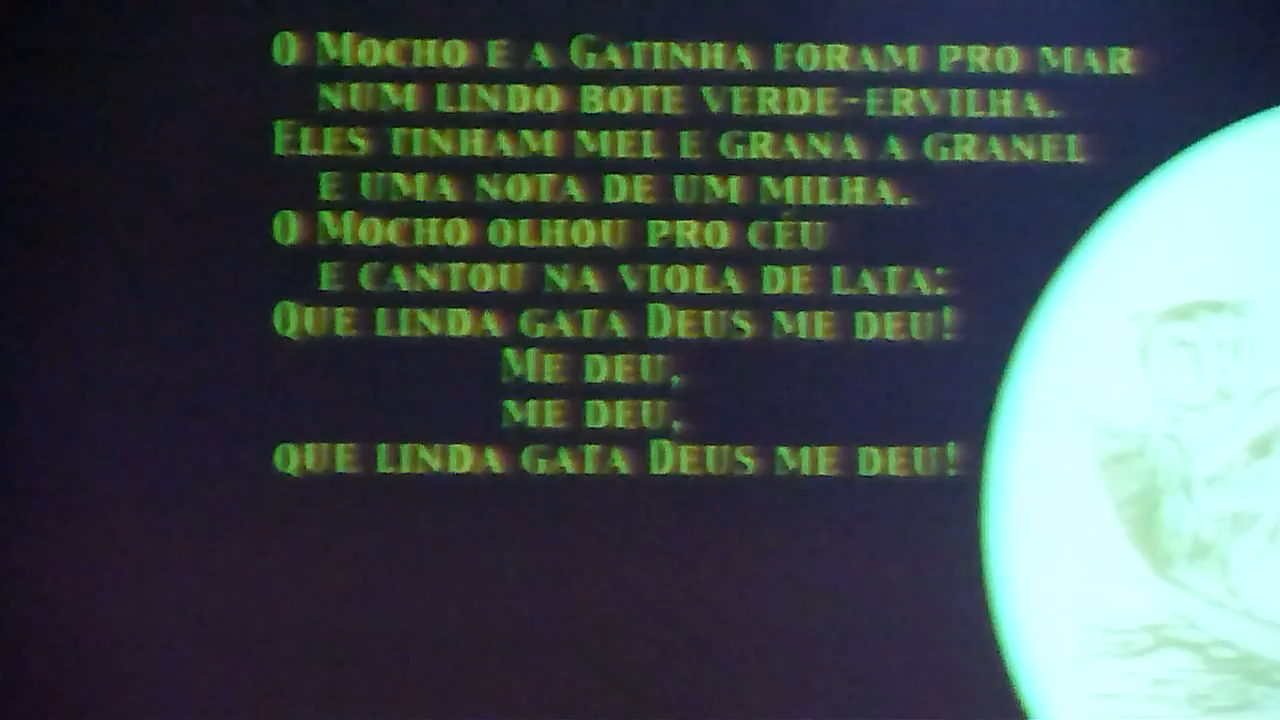 O Mocho e a Gatinha foram pro mar
num lindo bote verde-ervilha.
Eles tinham mel e grana a granel
e uma nota de um milha.
O Mocho olhou pro céu
e cantou na viola de lata:
Que linda gata Deus me deu!
Me deu,
me deu,
que linda gata Deus me deu!